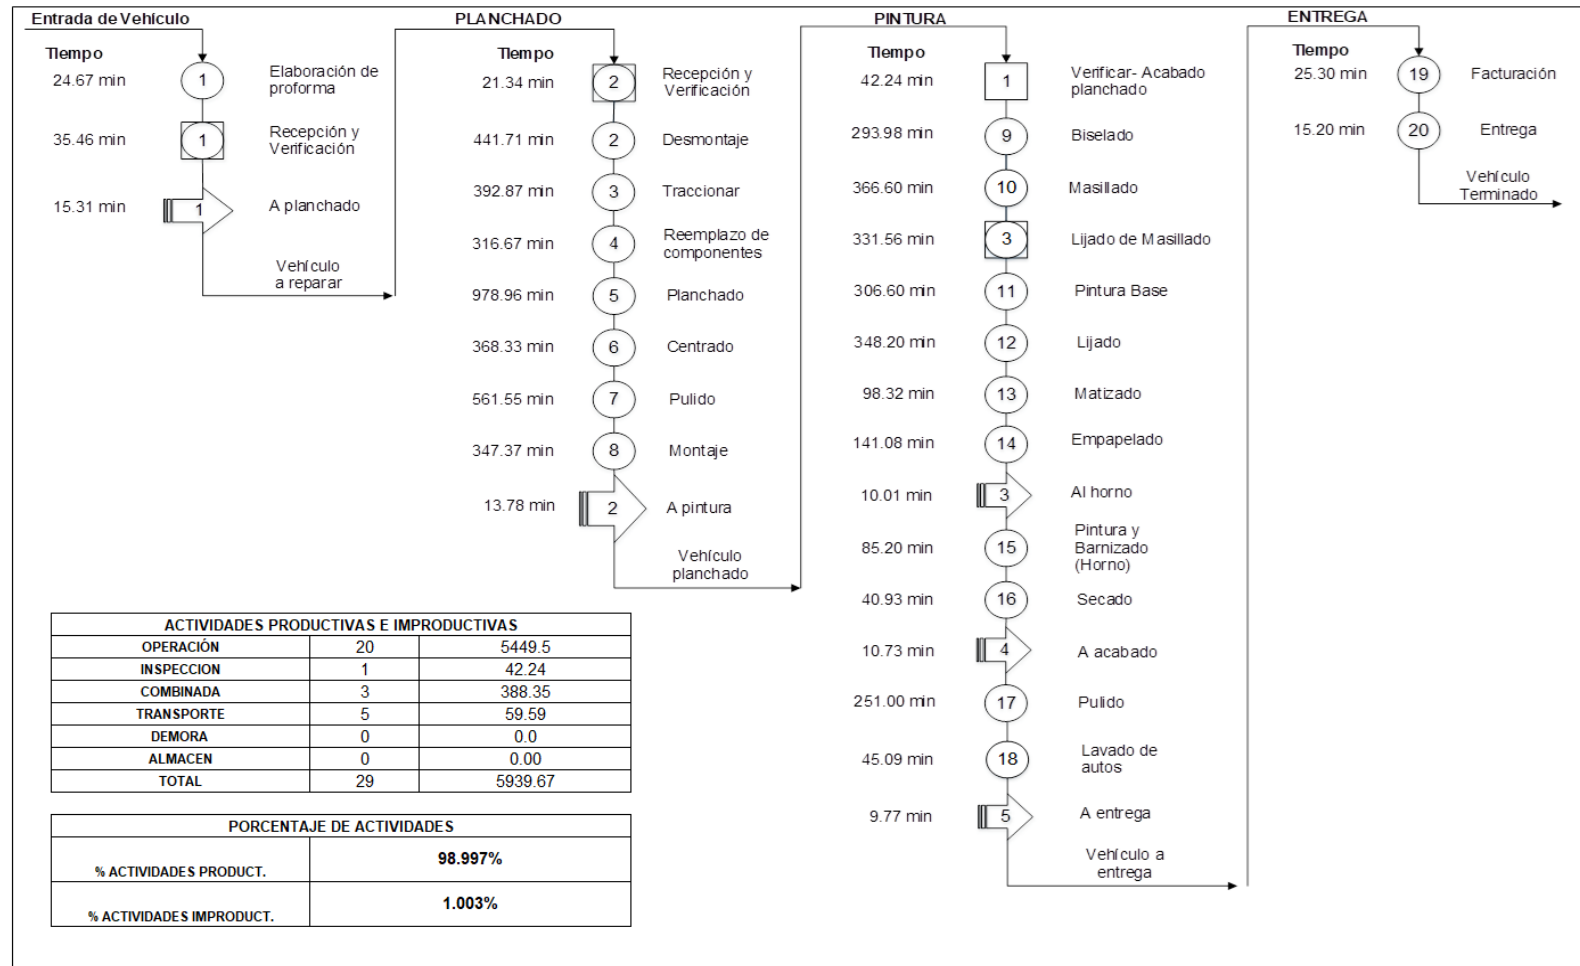 Entrada de Vehículo
Tiempo
24.67 min 1 Elaboración de
proforma
35.46 min 1 Recepción y
Verificación
15.31 min 1 A planchado
Vehículo
a reparar
PLANCHADO
Tiempo
21.34 min 2 Recepción y
Verificación
441.71 min 2 Desmontaje
392.87 min 3 Traccionar
316.67 min 4 Reemplazo de
componentes
978.96 min 5 Planchado
368.33 min 6 Centrado
561.55 min 7 Pulido
347.37 min 8 Montaje
13.78 min 2 A pintura
Vehículo
planchado
PINTURA
Tiempo
42.24 min 1 Verificar- Acabado
planchado
293.98 min 9 Biselado
366.60 min 10 Masillado
331.56 min 3 Lijado de Masillado
306.60 min 11 Pintura Base
348.20 min 12 Lijado
98.32 min 13 Matizado
141.08 min 14 Empapelado
10.01 min 3 Al horno
85.20 min 15 Pintura y
Barnizado
(Horno)
40.93 min 16 Secado
10.73 min 4 A acabado
251.00 min 17 Pulido
45.09 min 18 Lavado de
autos
9.77 min 5 A entrega
Vehículo a
entrega
ENTREGA
Tiempo
25.30 min 19 Facturación
15.20 min 20 Entrega
Vehículo
Terminado
ACTIVIDADES PRODUCTIVAS E IMPRODUCTIVAS
OPERACIÓN 20 5449.5
INSPECCION 1 42.24
COMBINADA 3 388.35
TRANSPORTE 5 59.59
DEMORA 0 0.0
ALMACEN 0 0.00
TOTAL 29 5939.67
PORCENTAJE DE ACTIVIDADES
% ACTIVIDADES PRODUCT. 98.997%
% ACTIVIDADES IMPRODUCT. 1.003%